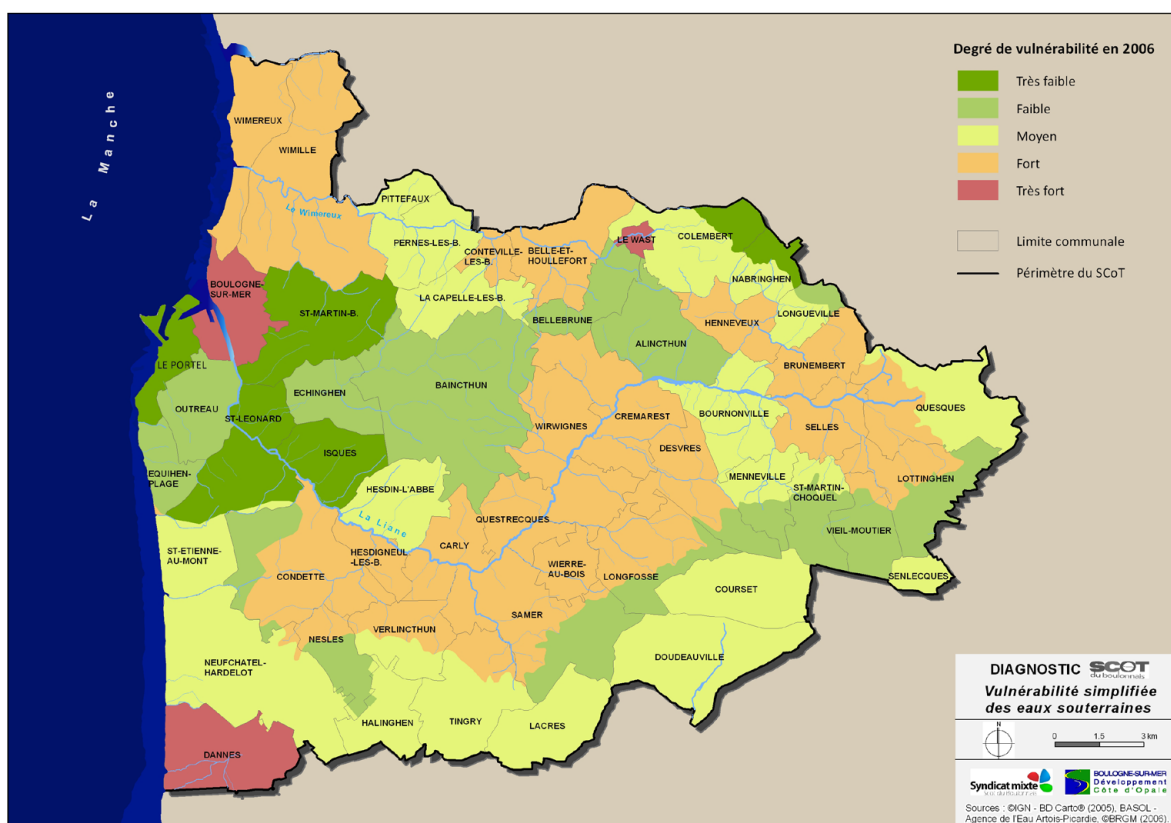 La Manche
Degré de vulnérabilité en 2006
Très faible
Faible
Moyen
Fort
Très fort
Limite communale
Périmètre du SCoT
WIMEREUX
WIMILLE
Le Wimereux
PITTEFAUX
PERNES-LES-B.
CONTEVILLE-
LES-B.
BELLE-ET-
HOULLEFORT
LE WAST
COLEMBERT
NABRINGHEN
BOULOGNE-
SUR-MER
ST-MARTIN-B.
LA CAPELLE-LES-B.
BELLEBRUNE
ALINCTHUN
HENNEVEUX
LONGUEVILLE
BRUNEMBERT
LE PORTEL
OUTREAU
ECHINGHEN
BAINCTHUN
ST-LEONARD
WIRWIGNES
CREMAREST
BOURNONVILLE
SELLES
QUESQUES
DESVRES
ISQUES
EQUIHEN-
PLAGE
HESDIN-L'ABBE
MENNEVILLE
ST-MARTIN-
CHOQUEL
LOTTINGHEN
La Liane
QUESTRECQUES
VIEIL-MOUTIER
ST-ETIENNE-
AU-MONT
CONDETTE
HESDIGNEUL
-LES-B.
CARLY
WIERRE-
AU-BOIS
LONGFOSSE
COURSET
SENLECQUES
SAMER
VERLINCTHUN
NESLES
DOUDEAUVILLE
NEUFCHATEL-
HARDELOT
HALINGHEN
TINGRY
LACRES
DANNES
DIAGNOSTIC SCOT
du boulonnais
Vulnérabilité simplifiée
des eaux souterraines
N
0 1.5 3 km
Syndicat mixte
BOULOGNE-SUR-MER
Développement
Côte d'Opale
Sources : ©IGN - BD Carto® (2005), BASOL -
Agence de l'Eau Artois-Picardie, ©BRGM (2006).